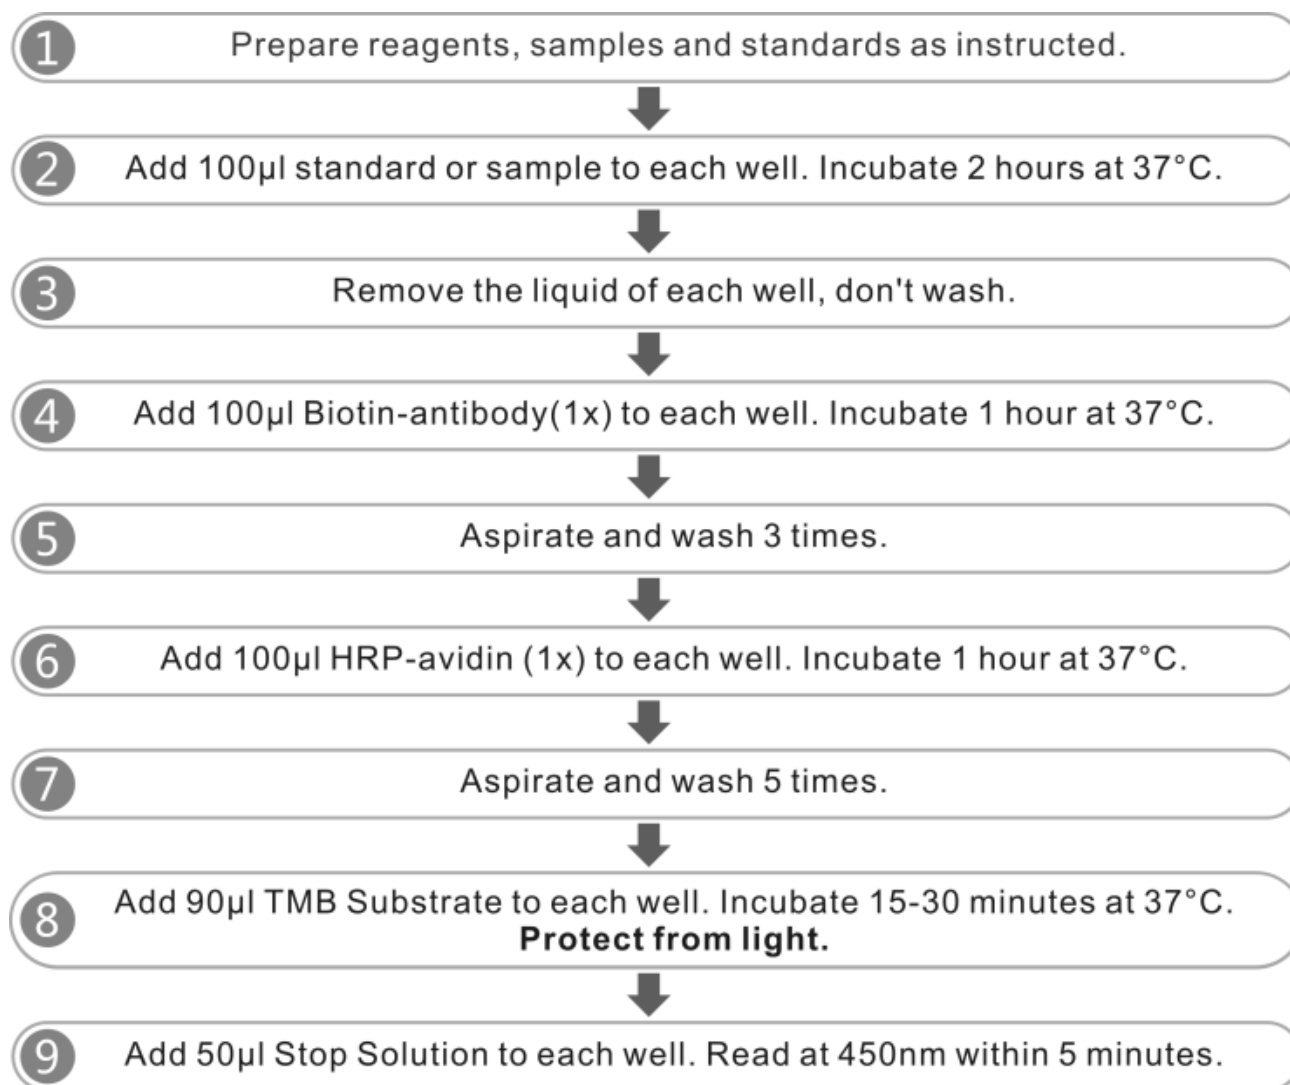 1 Prepare reagents, samples and standards as instructed.
2 Add 100µl standard or sample to each well. Incubate 2 hours at 37°C.
3 Remove the liquid of each well, don't wash.
4 Add 100µl Biotin-antibody(1x) to each well. Incubate 1 hour at 37°C.
5 Aspirate and wash 3 times.
6 Add 100µl HRP-avidin (1x) to each well. Incubate 1 hour at 37°C.
7 Aspirate and wash 5 times.
8 Add 90µl TMB Substrate to each well. Incubate 15-30 minutes at 37°C.
Protect from light.
9 Add 50µl Stop Solution to each well. Read at 450nm within 5 minutes.